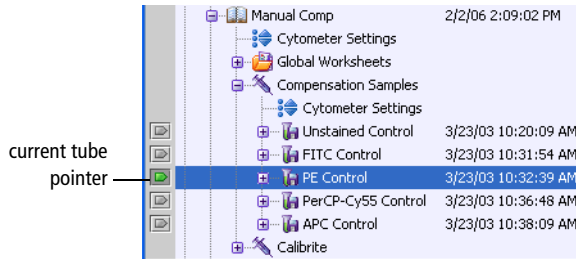 Manual Comp 2/2/06 2:09:02 PM
Cytometer Settings
Global Worksheets
Compensation Samples
Cytometer Settings
Unstained Control 3/23/03 10:20:09 AM
FITC Control 3/23/03 10:31:54 AM
current tube
pointer
PE Control 3/23/03 10:32:39 AM
PerCP-Cy55 Control 3/23/03 10:36:48 AM
APC Control 3/23/03 10:38:09 AM
Calibrite